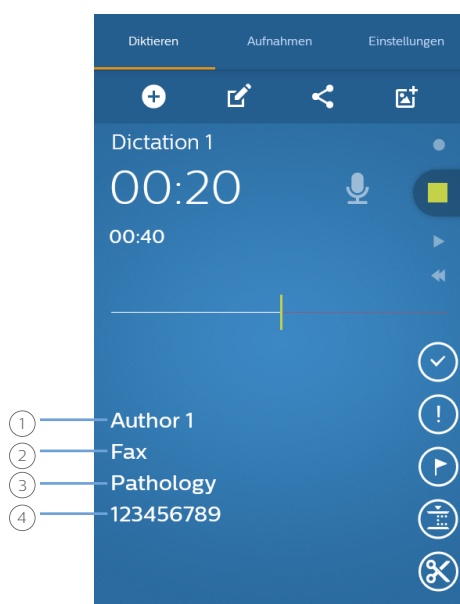 Diktieren Aufnahmen Einstellungen
Dictation 1
00:20
00:40
1 Author 1
2 Fax
3 Pathology
4 123456789